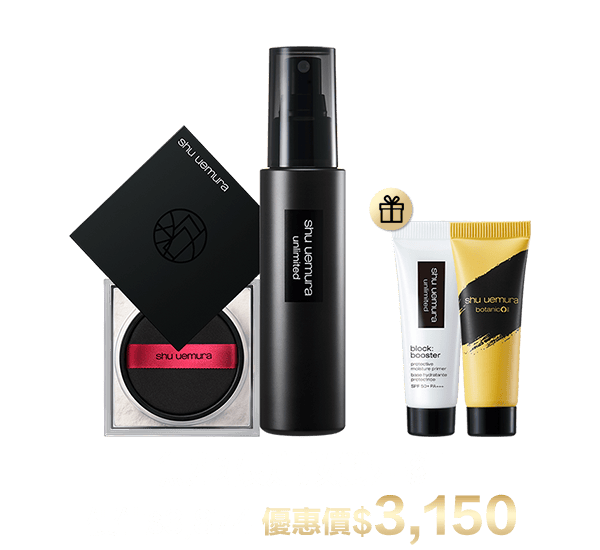 shu uemura
shu uemura
shu uemura
unlimited
shu uemura
unlimited
block:
booster
protective
moisture primer
base hydratante
protectrice
SPF 50+ PA++++
shu uemura
botanicoil
優惠價$3,150